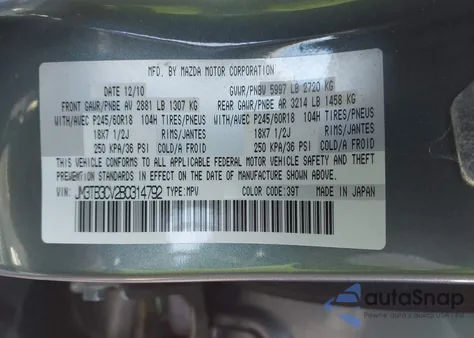 MFD. BY MAZDA MOTOR CORPORATION
DATE 12/10 GVWR/PNBV 5997 LB 2720 KG
FRONT GAWR/PNBE AV 2881 LB 1307 KG REAR GAWR/PNBE AR 3214 LB 1458 KG
WITH/AVEC P245/60R18 104H TIRES/PNEUS WITH/AVEC P245/60R18 104H TIRES/PNEUS
18X7 1/2J RIMS/JANTES 18X7 1/2J RIMS/JANTES
250 KPA/36 PSI COLD/A FROID 250 KPA/36 PSI COLD/A FROID
THIS VEHICLE CONFORMS TO ALL APPLICABLE FEDERAL MOTOR VEHICLE SAFETY AND THEFT
PREVENTION STANDARDS IN EFFECT ON THE DATE OF MANUFACTURE SHOWN ABOVE.
VIN: JM3TB3CV2B0314792 TYPE:MPV COLOR CODE:39T MADE IN JAPAN
autoSnap